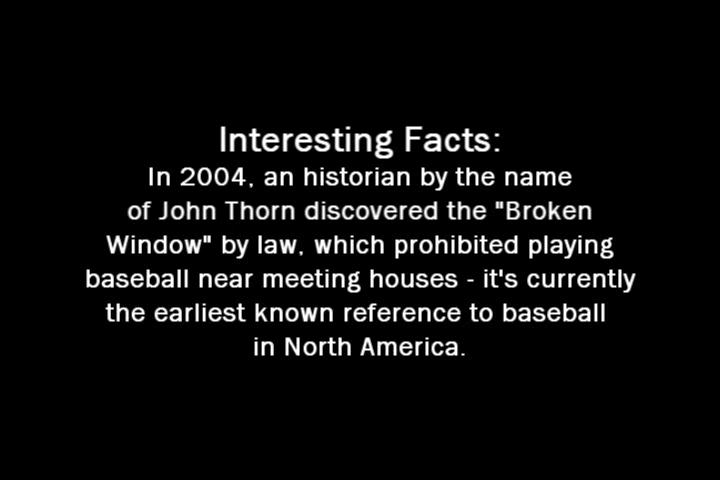 Interesting Facts:
In 2004, an historian by the name
of John Thorn discovered the "Broken
Window" by law, which prohibited playing
baseball near meeting houses - it's currently
the earliest known reference to baseball
in North America.